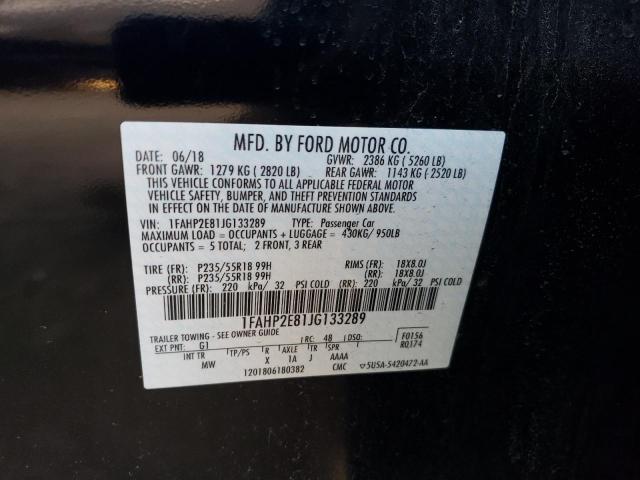 MFD. BY FORD MOTOR CO.
DATE: 06/18 GVWR: 2386 KG ( 5260 LB)
FRONT GAWR: 1279 KG ( 2820 LB) REAR GAWR: 1143 KG ( 2520 LB)
THIS VEHICLE CONFORMS TO ALL APPLICABLE FEDERAL MOTOR
VEHICLE SAFETY, BUMPER, AND THEFT PREVENTION STANDARDS
IN EFFECT ON THE DATE OF MANUFACTURE SHOWN ABOVE.
VIN: 1FAHP2E81JG133289 TYPE: Passenger Car
MAXIMUM LOAD = OCCUPANTS + LUGGAGE = 430KG/ 950LB
OCCUPANTS = 5 TOTAL; 2 FRONT, 3 REAR
TIRE (FR): P235/55R18 99H RIMS (FR): 18X8.0J
(RR): P235/55R18 99H (RR): 18X8.0J
PRESSURE (FR): 220 kPa/ 32 PSI COLD (RR): 220 kPa/ 32 PSI COLD
1FAHP2E81JG133289
TRAILER TOWING - SEE OWNER GUIDE
EXT PNT: G1 RC: 48 DSO: F0156
R0174
INT TR TP/PS R AXLE TR SPR
MW X 1A J AAAA
1201806180382 CMC 5USA-5420472-AA